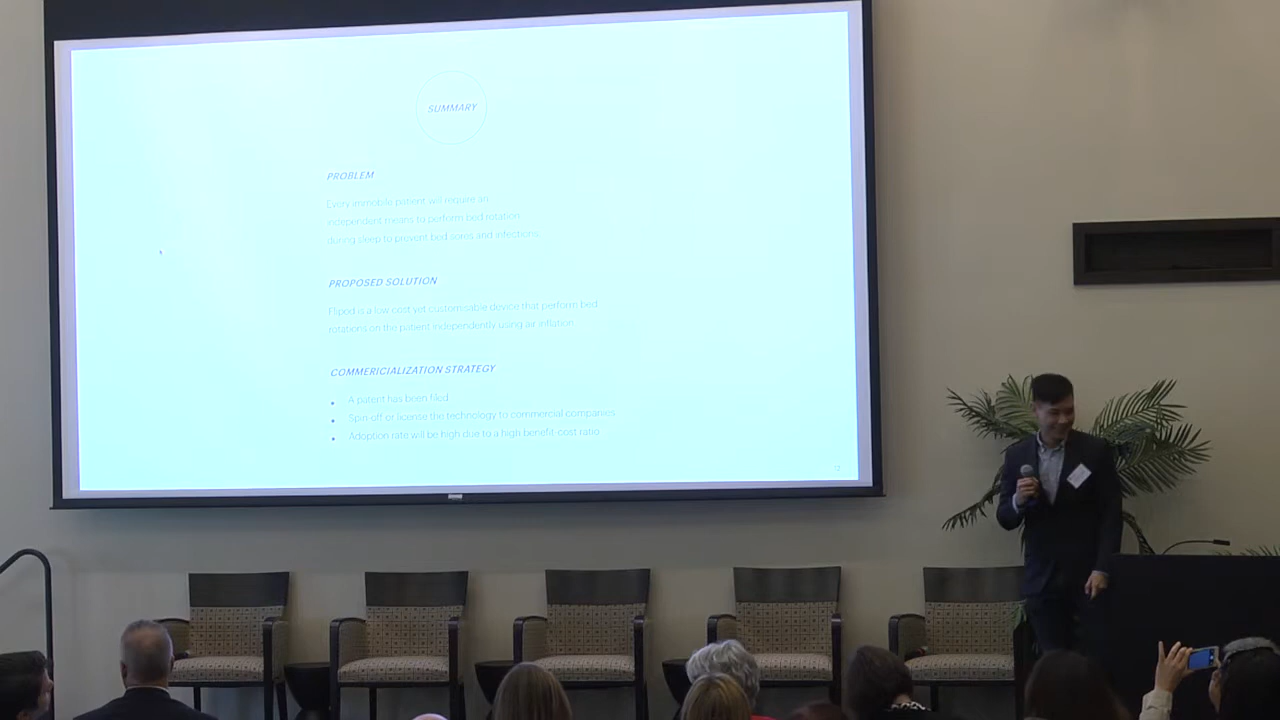 SUMMARY
PROBLEM
Every immobile patient will require an
independent means to perform bed rotation
during sleep to prevent bed sores and infections.
PROPOSED SOLUTION
Fliped is a low cost yet customisable device that perform bed
rotations on the patient independently using air inflation.
COMMERICIALIZATION STRATEGY
• A patent has been filed
• Spin-off or license the technology to commercial companies
• Adoption rate will be high due to a high benefit-cost ratio
12